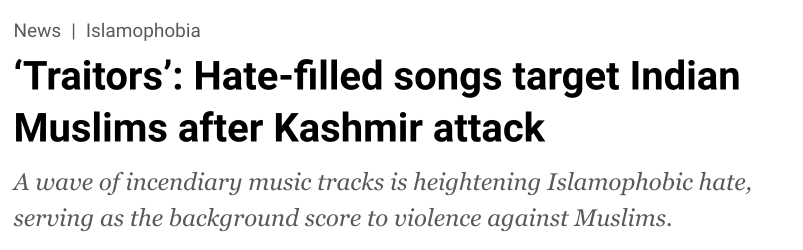 News | Islamophobia
‘Traitors’: Hate-filled songs target Indian
Muslims after Kashmir attack
A wave of incendiary music tracks is heightening Islamophobic hate,
serving as the background score to violence against Muslims.